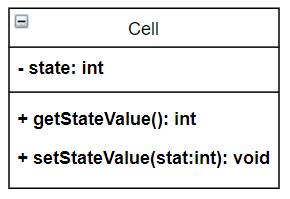 Cell
- state: int
+ getStateValue(): int
+ setStateValue(stat:int): void